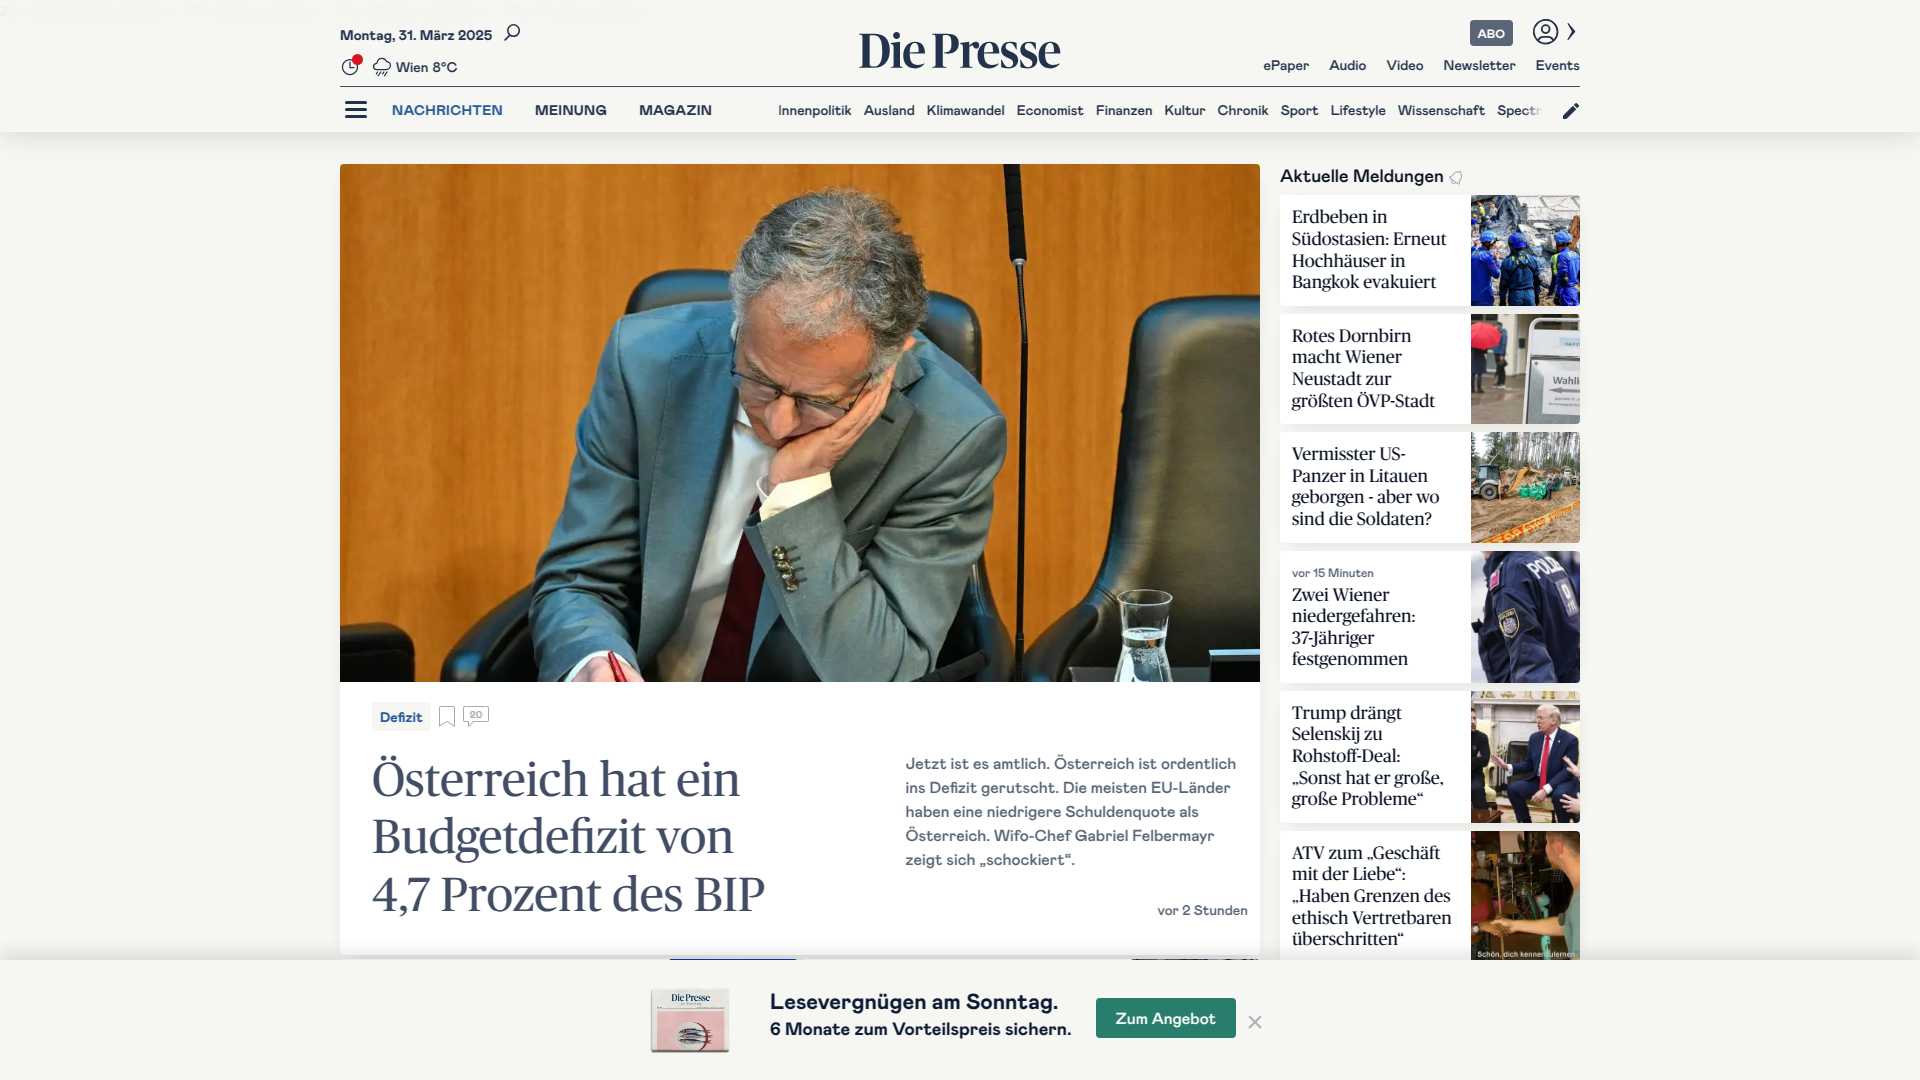 Montag, 31. März 2025
Wien 8°C
Die Presse
ABO
ePaper Audio Video Newsletter Events
NACHRICHTEN MEINUNG MAGAZIN
Innenpolitik Ausland Klimawandel Economist Finanzen Kultur Chronik Sport Lifestyle Wissenschaft Spectr
Defizit
20
Österreich hat ein
Budgetdefizit von
4,7 Prozent des BIP
Jetzt ist es amtlich. Österreich ist ordentlich
ins Defizit gerutscht. Die meisten EU-Länder
haben eine niedrigere Schuldenquote als
Österreich. Wifo-Chef Gabriel Felbermayr
zeigt sich „schockiert“.
vor 2 Stunden
Aktuelle Meldungen
Erdbeben in
Südostasien: Erneut
Hochhäuser in
Bangkok evakuiert
Rotes Dornbirn
macht Wiener
Neustadt zur
größten ÖVP-Stadt
Wahll
Vermisster US-
Panzer in Litauen
geborgen - aber wo
sind die Soldaten?
vor 15 Minuten
Zwei Wiener
niedergefahren:
37-Jähriger
festgenommen
Trump drängt
Selenskij zu
Rohstoff-Deal:
„Sonst hat er große,
große Probleme“
ATV zum „Geschäft
mit der Liebe“:
„Haben Grenzen des
ethisch Vertretbaren
überschritten“
Schön, dich kennenzulernen.
Die Presse
Lesevergnügen am Sonntag.
6 Monate zum Vorteilspreis sichern.
Zum Angebot